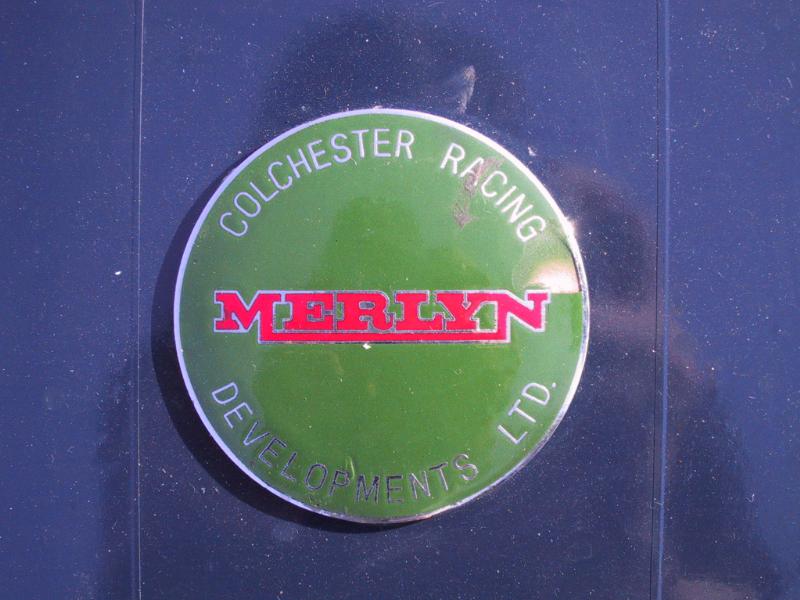 COLCHESTER RACING
MERLYN
DEVELOPMENTS LTD.